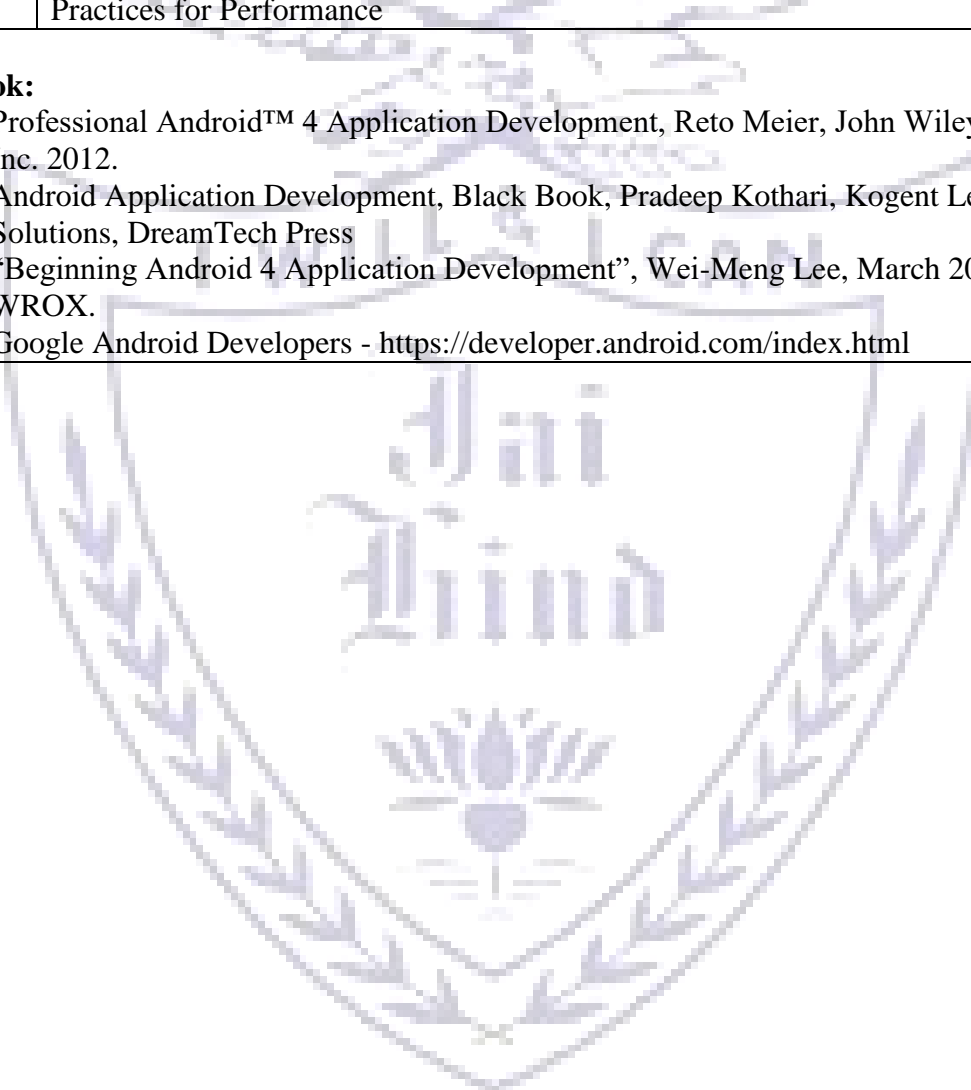 Practices for Performance
ok:
Professional Android™ 4 Application Development, Reto Meier, John Wiley
nc. 2012.
Android Application Development, Black Book, Pradeep Kothari, Kogent Le
Solutions, DreamTech Press
“Beginning Android 4 Application Development”, Wei-Meng Lee, March 20
WROX.
Google Android Developers - https://developer.android.com/index.html
I WILL & I CAN
Jai
Hind